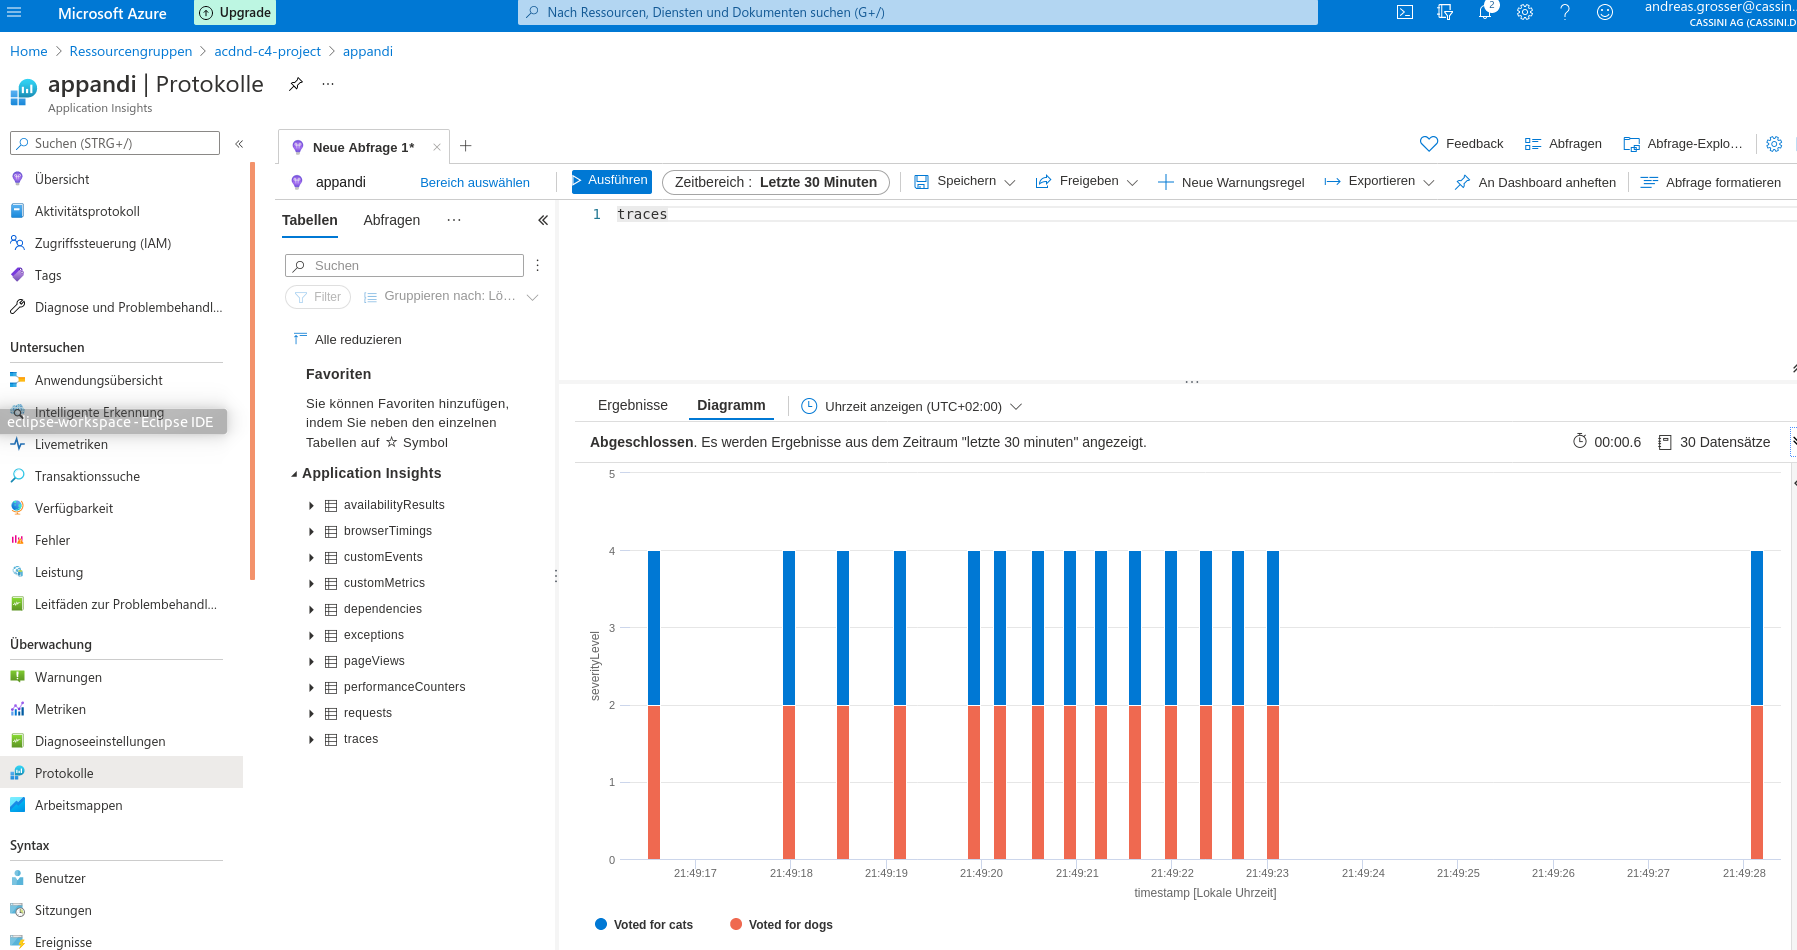 Microsoft Azure
Upgrade
Nach Ressourcen, Diensten und Dokumenten suchen (G+/)
2
andreas.grosser@cassin...
CASSINI AG (CASSINI.D
Home > Ressourcengruppen > acdnd-c4-project > appandi
appandi | Protokolle
...
Application Insights
Suchen (STRG+/)
«
Übersicht
Aktivitätsprotokoll
Zugriffssteuerung (IAM)
Tags
Diagnose und Problembehandl...
Untersuchen
Anwendungsübersicht
Intelligente Erkennung
eclipse-workspace - Eclipse IDE
Livemetriken
Transaktionssuche
Verfügbarkeit
Fehler
Leistung
Leitfäden zur Problembehandl...
Überwachung
Warnungen
Metriken
Diagnoseeinstellungen
Protokolle
Arbeitsmappen
Syntax
Benutzer
Sitzungen
Ereignisse
Neue Abfrage 1*
Feedback
Abfragen
Abfrage-Explo...
appandi
Bereich auswählen
Ausführen
Zeitbereich : Letzte 30 Minuten
Speichern
Freigeben
Neue Warnungsregel
Exportieren
An Dashboard anheften
Abfrage formatieren
Tabellen
Abfragen
...
Suchen
Filter
Gruppieren nach: Lö...
Alle reduzieren
Favoriten
Sie können Favoriten hinzufügen,
indem Sie neben den einzelnen
Tabellen auf ☆ Symbol
Application Insights
availabilityResults
browserTimings
customEvents
customMetrics
dependencies
exceptions
pageViews
performanceCounters
requests
traces
1 traces
Ergebnisse
Diagramm
Uhrzeit anzeigen (UTC+02:00)
Abgeschlossen. Es werden Ergebnisse aus dem Zeitraum "letzte 30 minuten" angezeigt.
00:00.6
30 Datensätze
5
4
3
2
1
0
severityLevel
21:49:17
21:49:18
21:49:19
21:49:20
21:49:21
21:49:22
21:49:23
21:49:24
21:49:25
21:49:26
21:49:27
21:49:28
timestamp [Lokale Uhrzeit]
Voted for cats
Voted for dogs